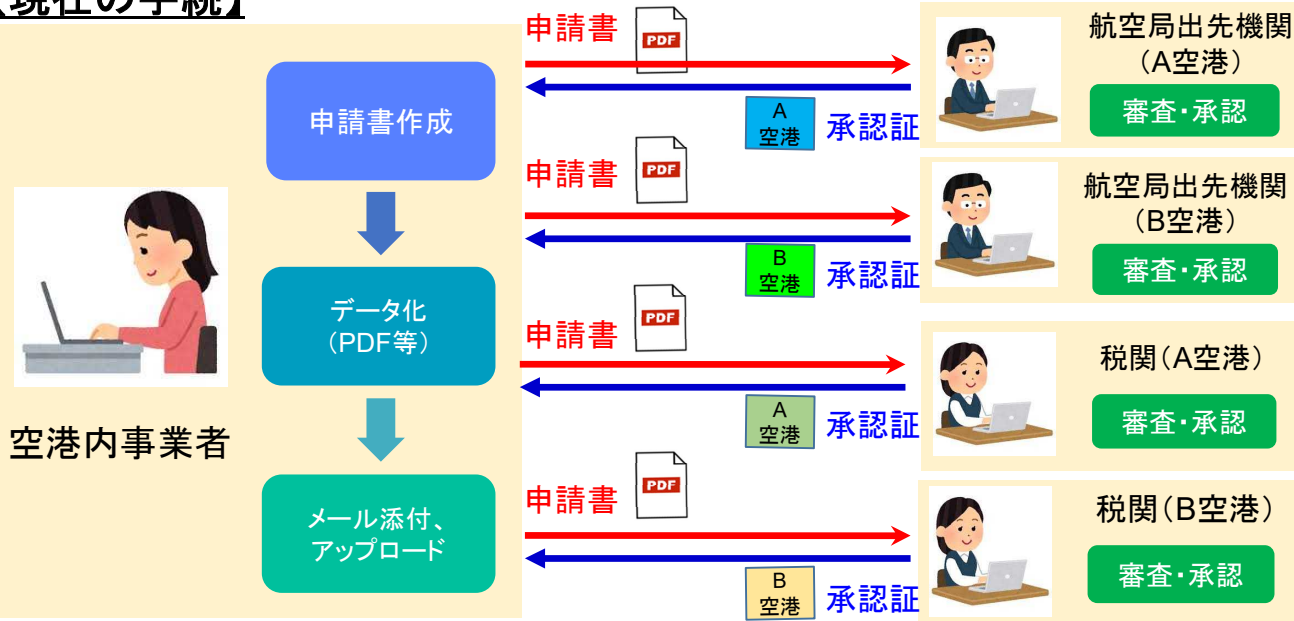 【現在の手続】
申請書作成
データ化
（PDF等）
メール添付、
アップロード
空港内事業者
申請書
PDF
A
空港
承認証
航空局出先機関
（A空港）
審査・承認
申請書
PDF
B
空港
承認証
航空局出先機関
（B空港）
審査・承認
申請書
PDF
A
空港
承認証
税関（A空港）
審査・承認
申請書
PDF
B
空港
承認証
税関（B空港）
審査・承認